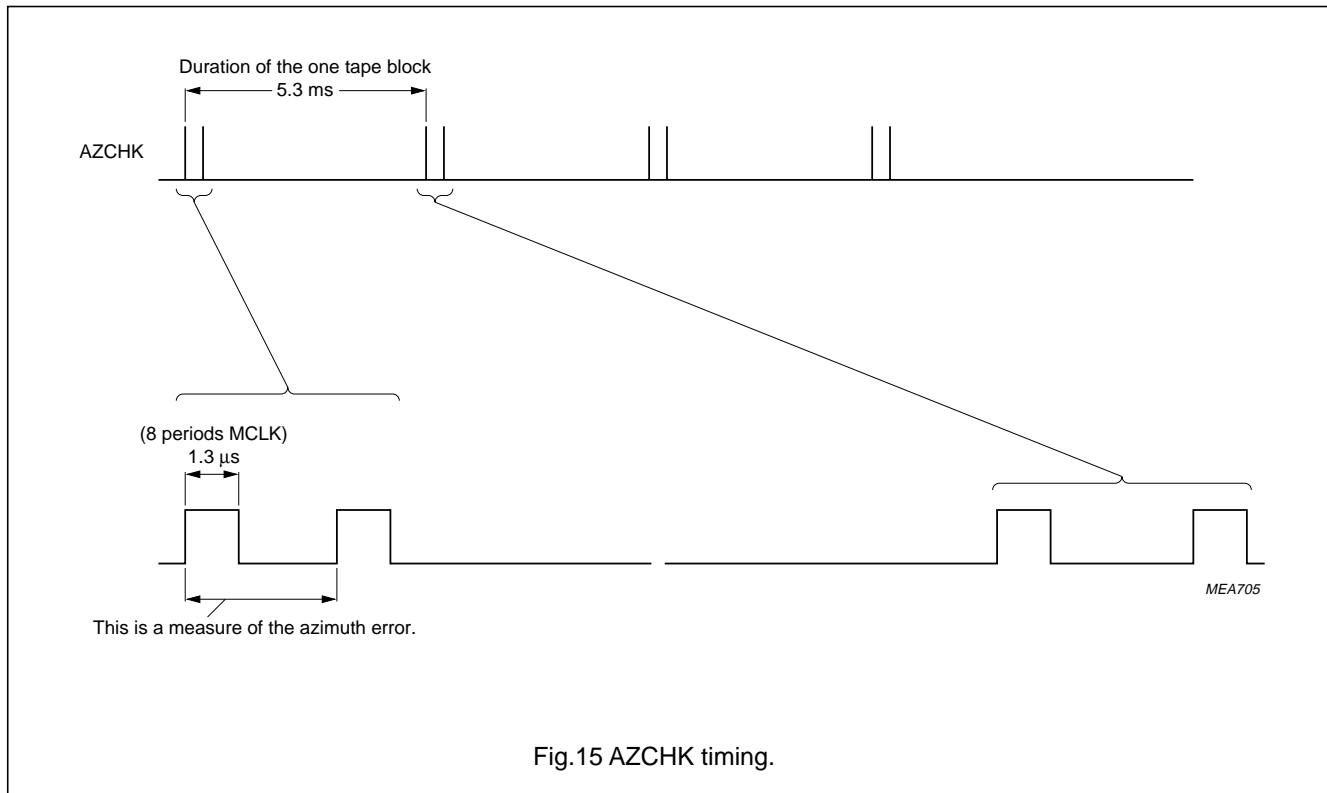 Duration of the one tape block
5.3 ms
AZCHK
(8 periods MCLK)
1.3 µs
MEA705
This is a measure of the azimuth error.
Fig.15 AZCHK timing.